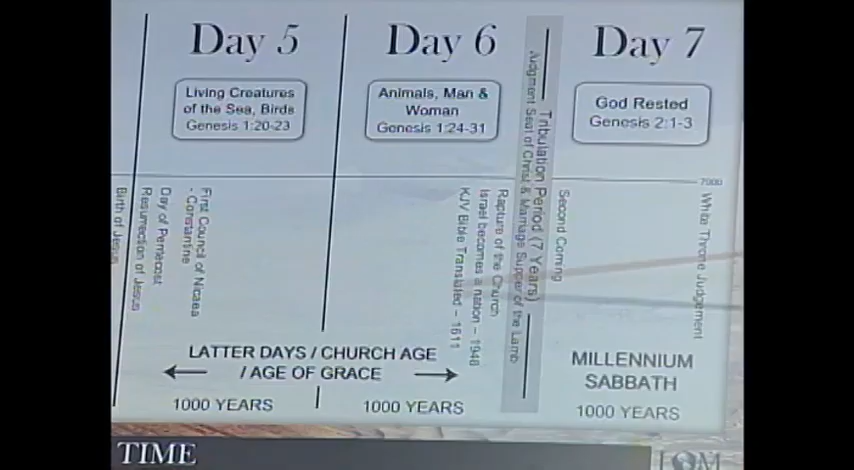 Day 5
Day 6
Day 7
Living Creatures
of the Sea, Birds
Genesis 1:20-23
Animals, Man &
Woman
Genesis 1:24-31
God Rested
Genesis 2:1-3
7000
Birth of Jesus
Resurrection of Jesus
Day of Pentecost
First Council of Nicaea
- Constantine
KJV Bible Translated – 1611
Israel becomes a nation – 1948
Rapture of the Church
Judgment Seat of Christ & Marriage Supper of the Lamb
Tribulation Period (7 Years)
Second Coming
White Throne Judgement
LATTER DAYS / CHURCH AGE
/ AGE OF GRACE
1000 YEARS
1000 YEARS
MILLENNIUM
SABBATH
1000 YEARS
TIME